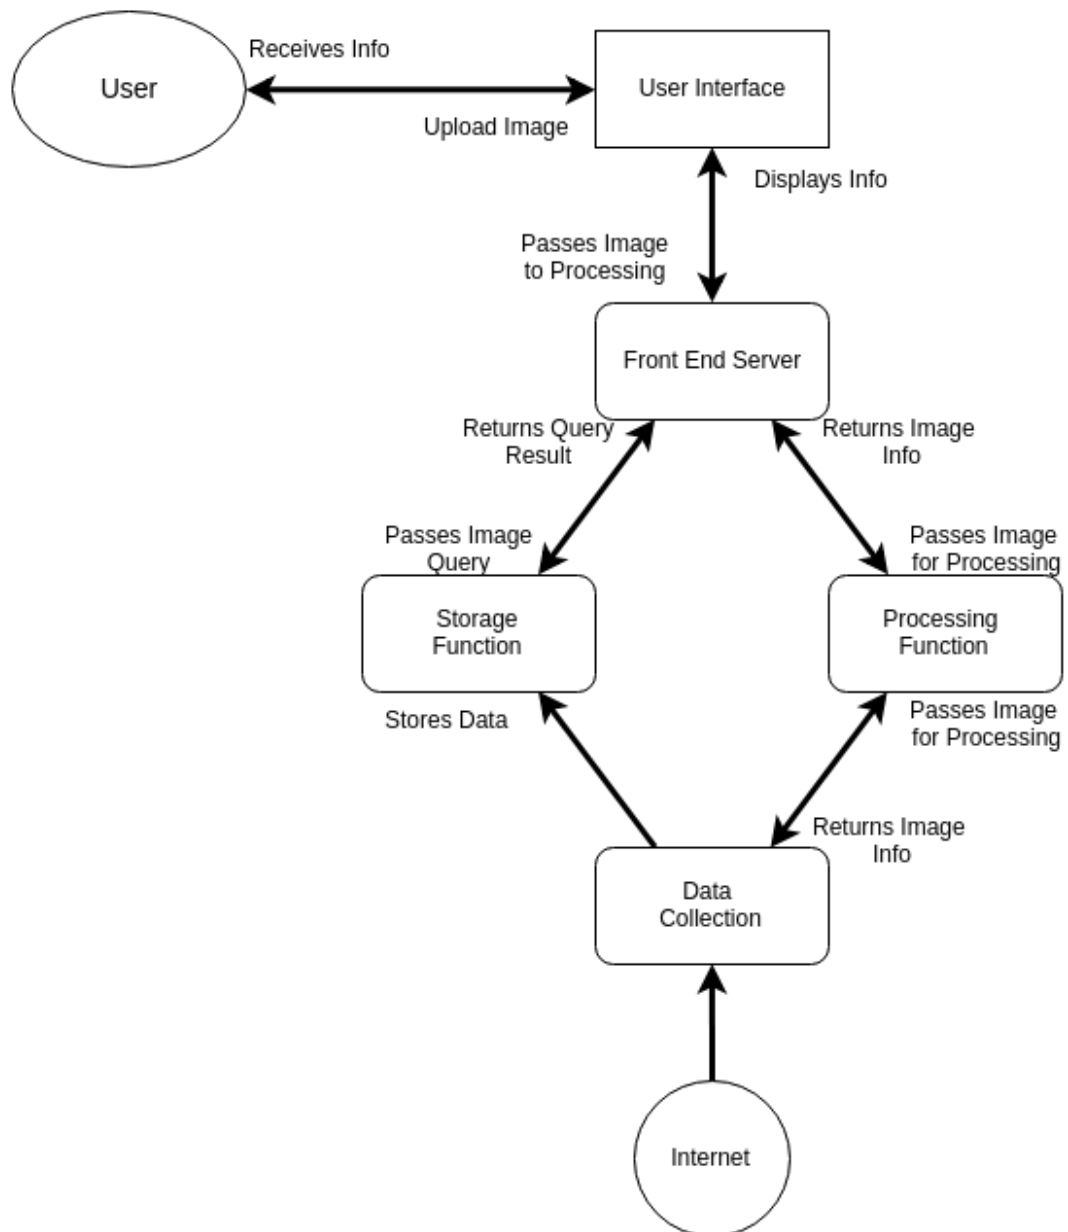 Receives Info
User
User Interface
Upload Image
Displays Info
Passes Image
to Processing
Front End Server
Returns Query
Result
Returns Image
Info
Passes Image
Query
Passes Image
for Processing
Storage
Function
Processing
Function
Stores Data
Passes Image
for Processing
Returns Image
Info
Data
Collection
Internet